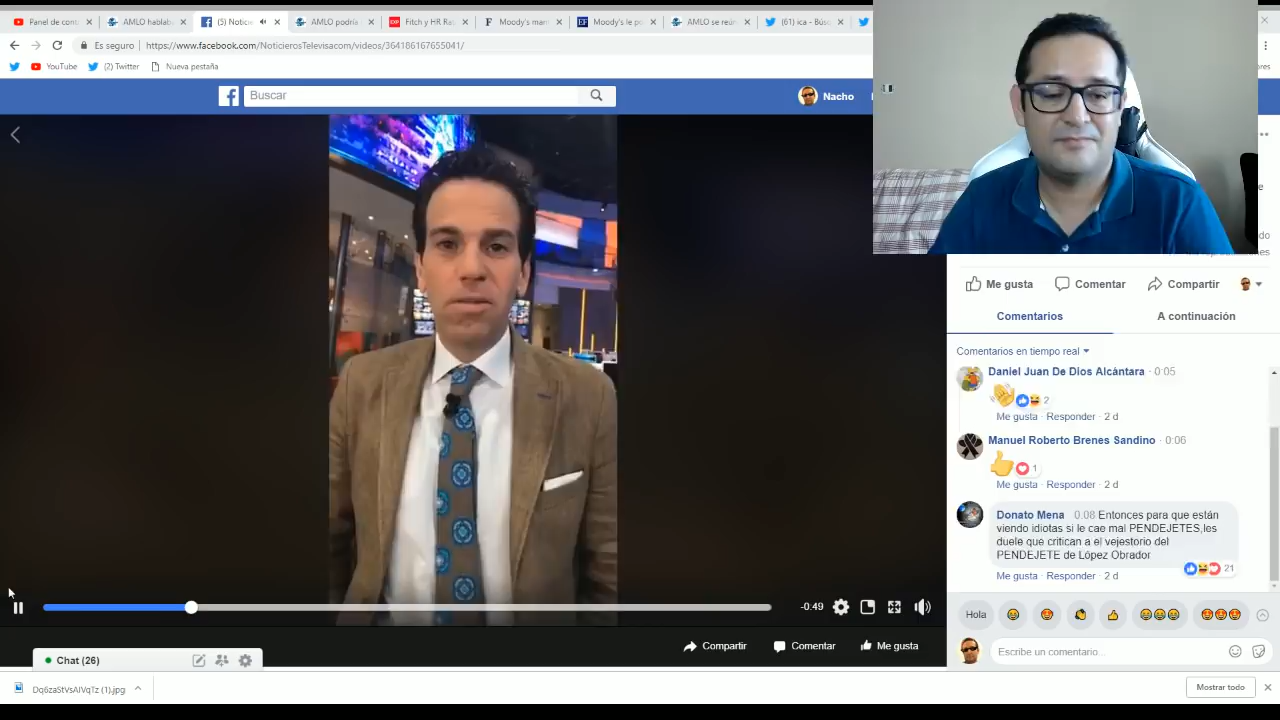 Panel de cont
AMLO hablaba
(5) Noticie
AMLO podría
Fitch y HR Rat
Moody's man
Moody's le po
AMLO se reún
(61) ica - Búsq
Es seguro
https://www.facebook.com/NoticierosTelevisacom/videos/364186167655041/
YouTube
(2) Twitter
Nueva pestaña
Buscar
Nacho
Me gusta
Comentar
Compartir
Comentarios
A continuación
Comentarios en tiempo real
Daniel Juan De Dios Alcántara · 0:05
2
Me gusta · Responder · 2 d
Manuel Roberto Brenes Sandino · 0:06
1
Me gusta · Responder · 2 d
Donato Mena 0:08 Entonces para que están
viendo idiotas si le cae mal PENDEJETES,les
duele que critican a el vejestorio del
PENDEJETE de López Obrador
21
Me gusta · Responder · 2 d
-0:49
Hola
Compartir
Comentar
Me gusta
Escribe un comentario...
Chat (26)
Dq6zaStVsAIVqTz (1).jpg
Mostrar todo